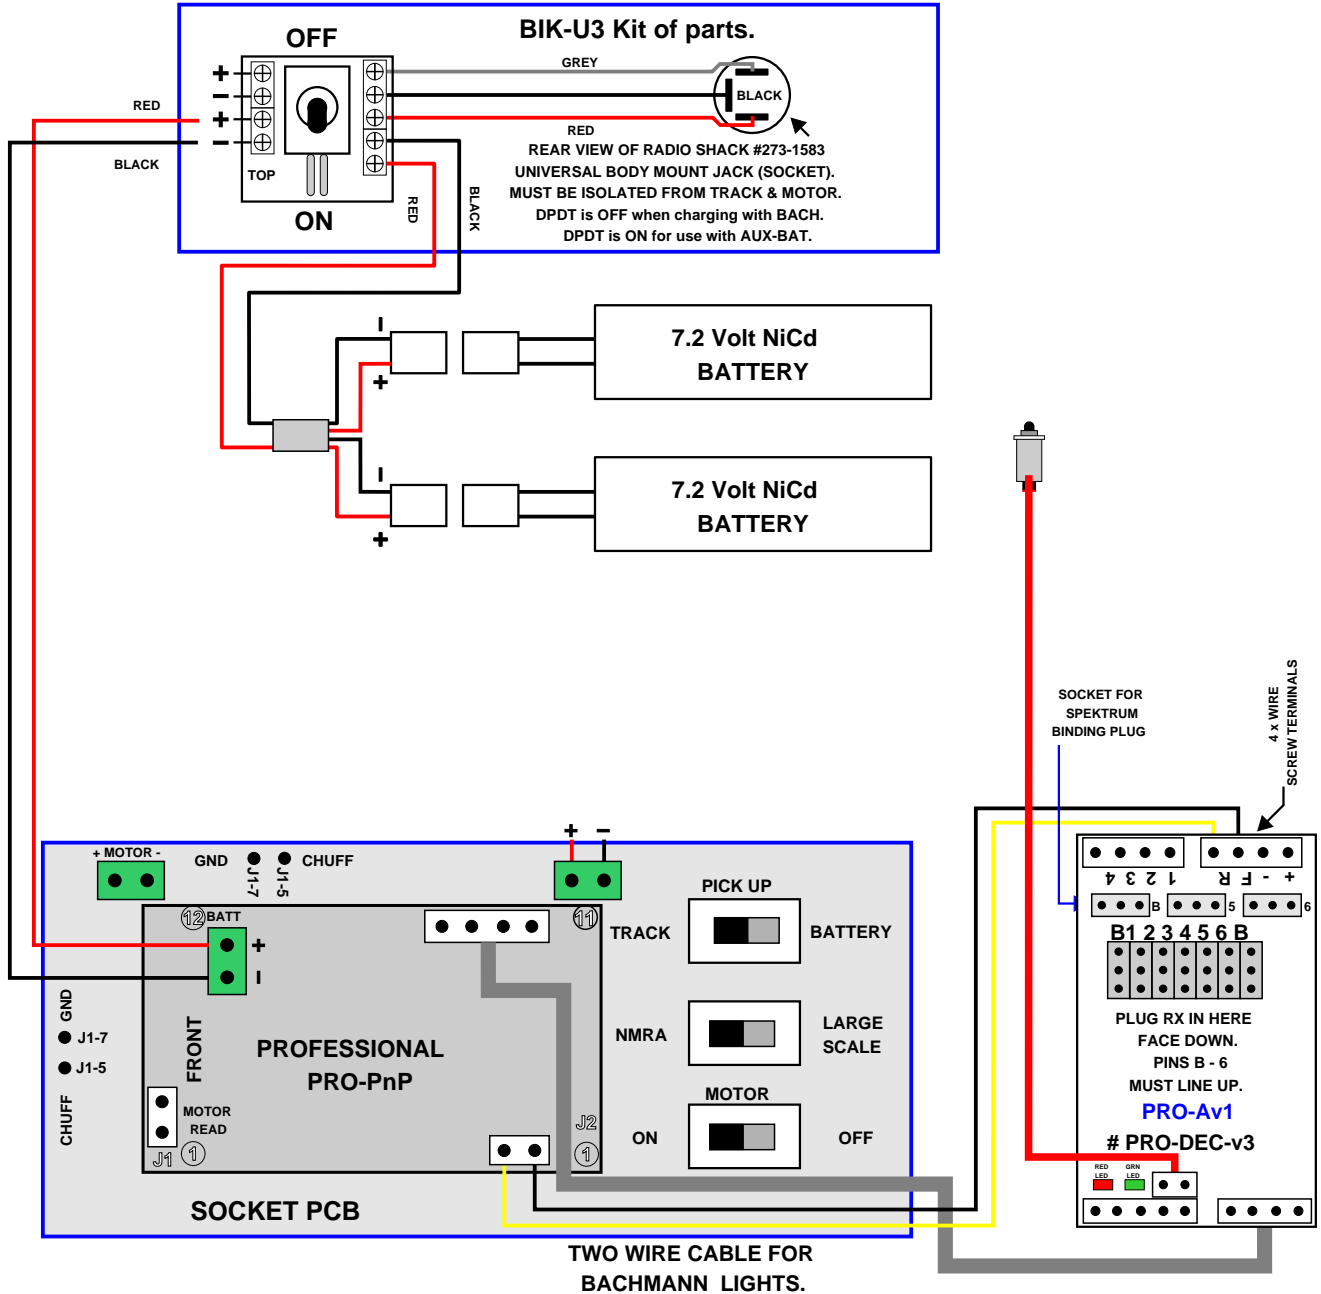 BIK-U3 Kit of parts.
OFF
GREY
+
−
+
−
RED
BLACK
BLACK
RED
TOP
ON
RED
BLACK
REAR VIEW OF RADIO SHACK #273-1583
UNIVERSAL BODY MOUNT JACK (SOCKET).
MUST BE ISOLATED FROM TRACK & MOTOR.
DPDT is OFF when charging with BACH.
DPDT is ON for use with AUX-BAT.
−
+
7.2 Volt NiCd
BATTERY
−
+
7.2 Volt NiCd
BATTERY
SOCKET FOR
SPEKTRUM
BINDING PLUG
4 x WIRE
SCREW TERMINALS
+ MOTOR -
GND
J1-7
J1-5
CHUFF
+ −
PICK UP
TRACK
BATTERY
NMRA
LARGE
SCALE
MOTOR
ON
OFF
12
BATT
+
−
11
GND
J1-7
J1-5
CHUFF
FRONT
PROFESSIONAL
PRO-PnP
MOTOR
READ
J1
1
J2
1
SOCKET PCB
TWO WIRE CABLE FOR
BACHMANN LIGHTS.
4 3 2 1
R F - +
B
5
6
B1 2 3 4 5 6 B
PLUG RX IN HERE
FACE DOWN.
PINS B - 6
MUST LINE UP.
PRO-Av1
# PRO-DEC-v3
RED
LED
GRN
LED